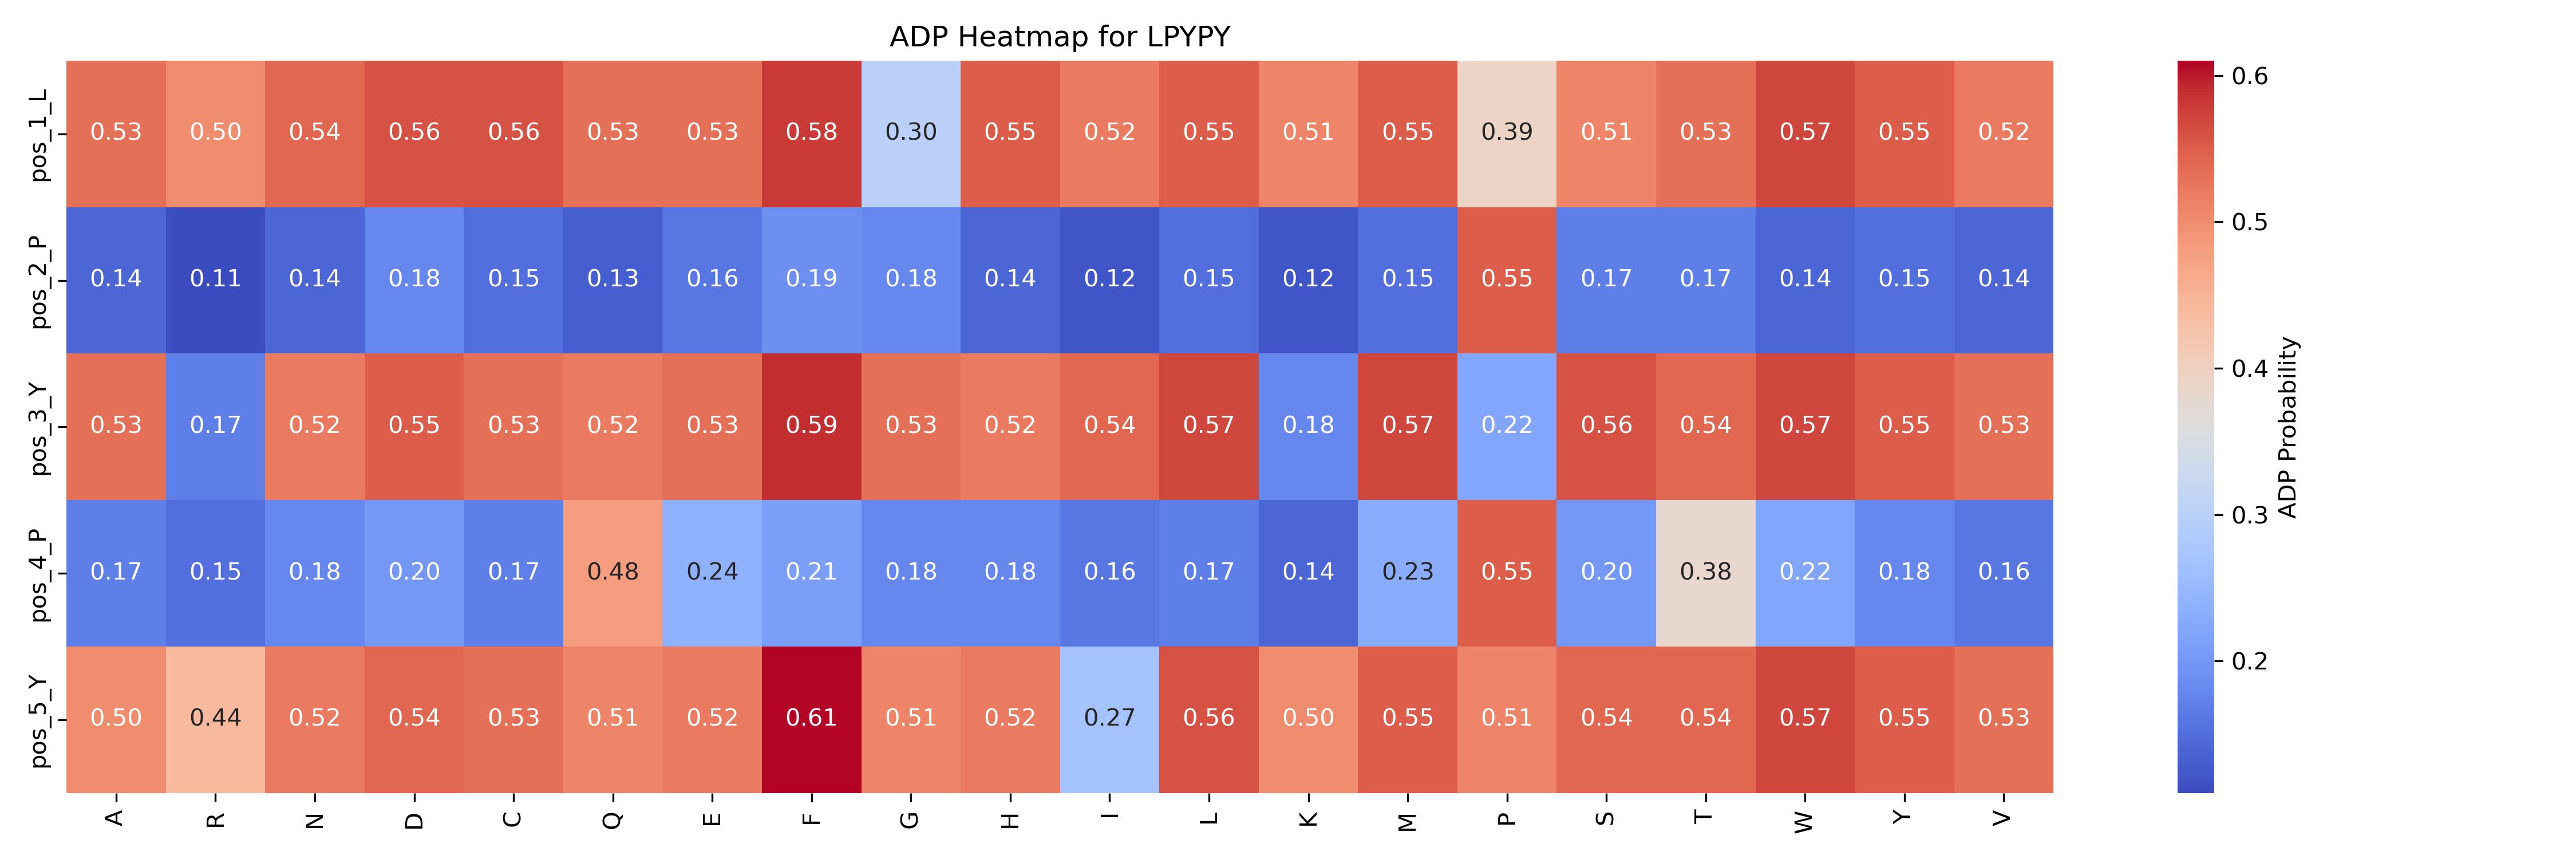 ADP Heatmap for LPYPY
pos_1_L 0.53 0.50 0.54 0.56 0.56 0.53 0.53 0.58 0.30 0.55 0.52 0.55 0.51 0.55 0.39 0.51 0.53 0.57 0.55 0.52
pos_2_P 0.14 0.11 0.14 0.18 0.15 0.13 0.16 0.19 0.18 0.14 0.12 0.15 0.12 0.15 0.55 0.17 0.17 0.14 0.15 0.14
pos_3_Y 0.53 0.17 0.52 0.55 0.53 0.52 0.53 0.59 0.53 0.52 0.54 0.57 0.18 0.57 0.22 0.56 0.54 0.57 0.55 0.53
pos_4_P 0.17 0.15 0.18 0.20 0.17 0.48 0.24 0.21 0.18 0.18 0.16 0.17 0.14 0.23 0.55 0.20 0.38 0.22 0.18 0.16
pos_5_Y 0.50 0.44 0.52 0.54 0.53 0.51 0.52 0.61 0.51 0.52 0.27 0.56 0.50 0.55 0.51 0.54 0.54 0.57 0.55 0.53
A R N D C Q E F G H I L K M P S T W Y V
0.6
0.5
0.4
0.3
0.2
ADP Probability